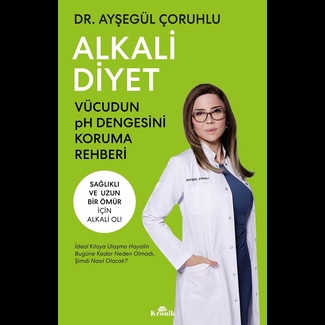 DR. AYŞEGÜL ÇORUHLU
ALKALİ
DİYET
VÜCUDUN
pH DENGESİNİ
KORUMA
REHBERİ
SAĞLIKLI
VE UZUN
BİR ÖMÜR
İÇİN
ALKALİ OL!
İdeal Kiloya Ulaşma Hayalin
Bugüne Kadar Neden Olmadı,
Şimdi Nasıl Olacak?
Kronik